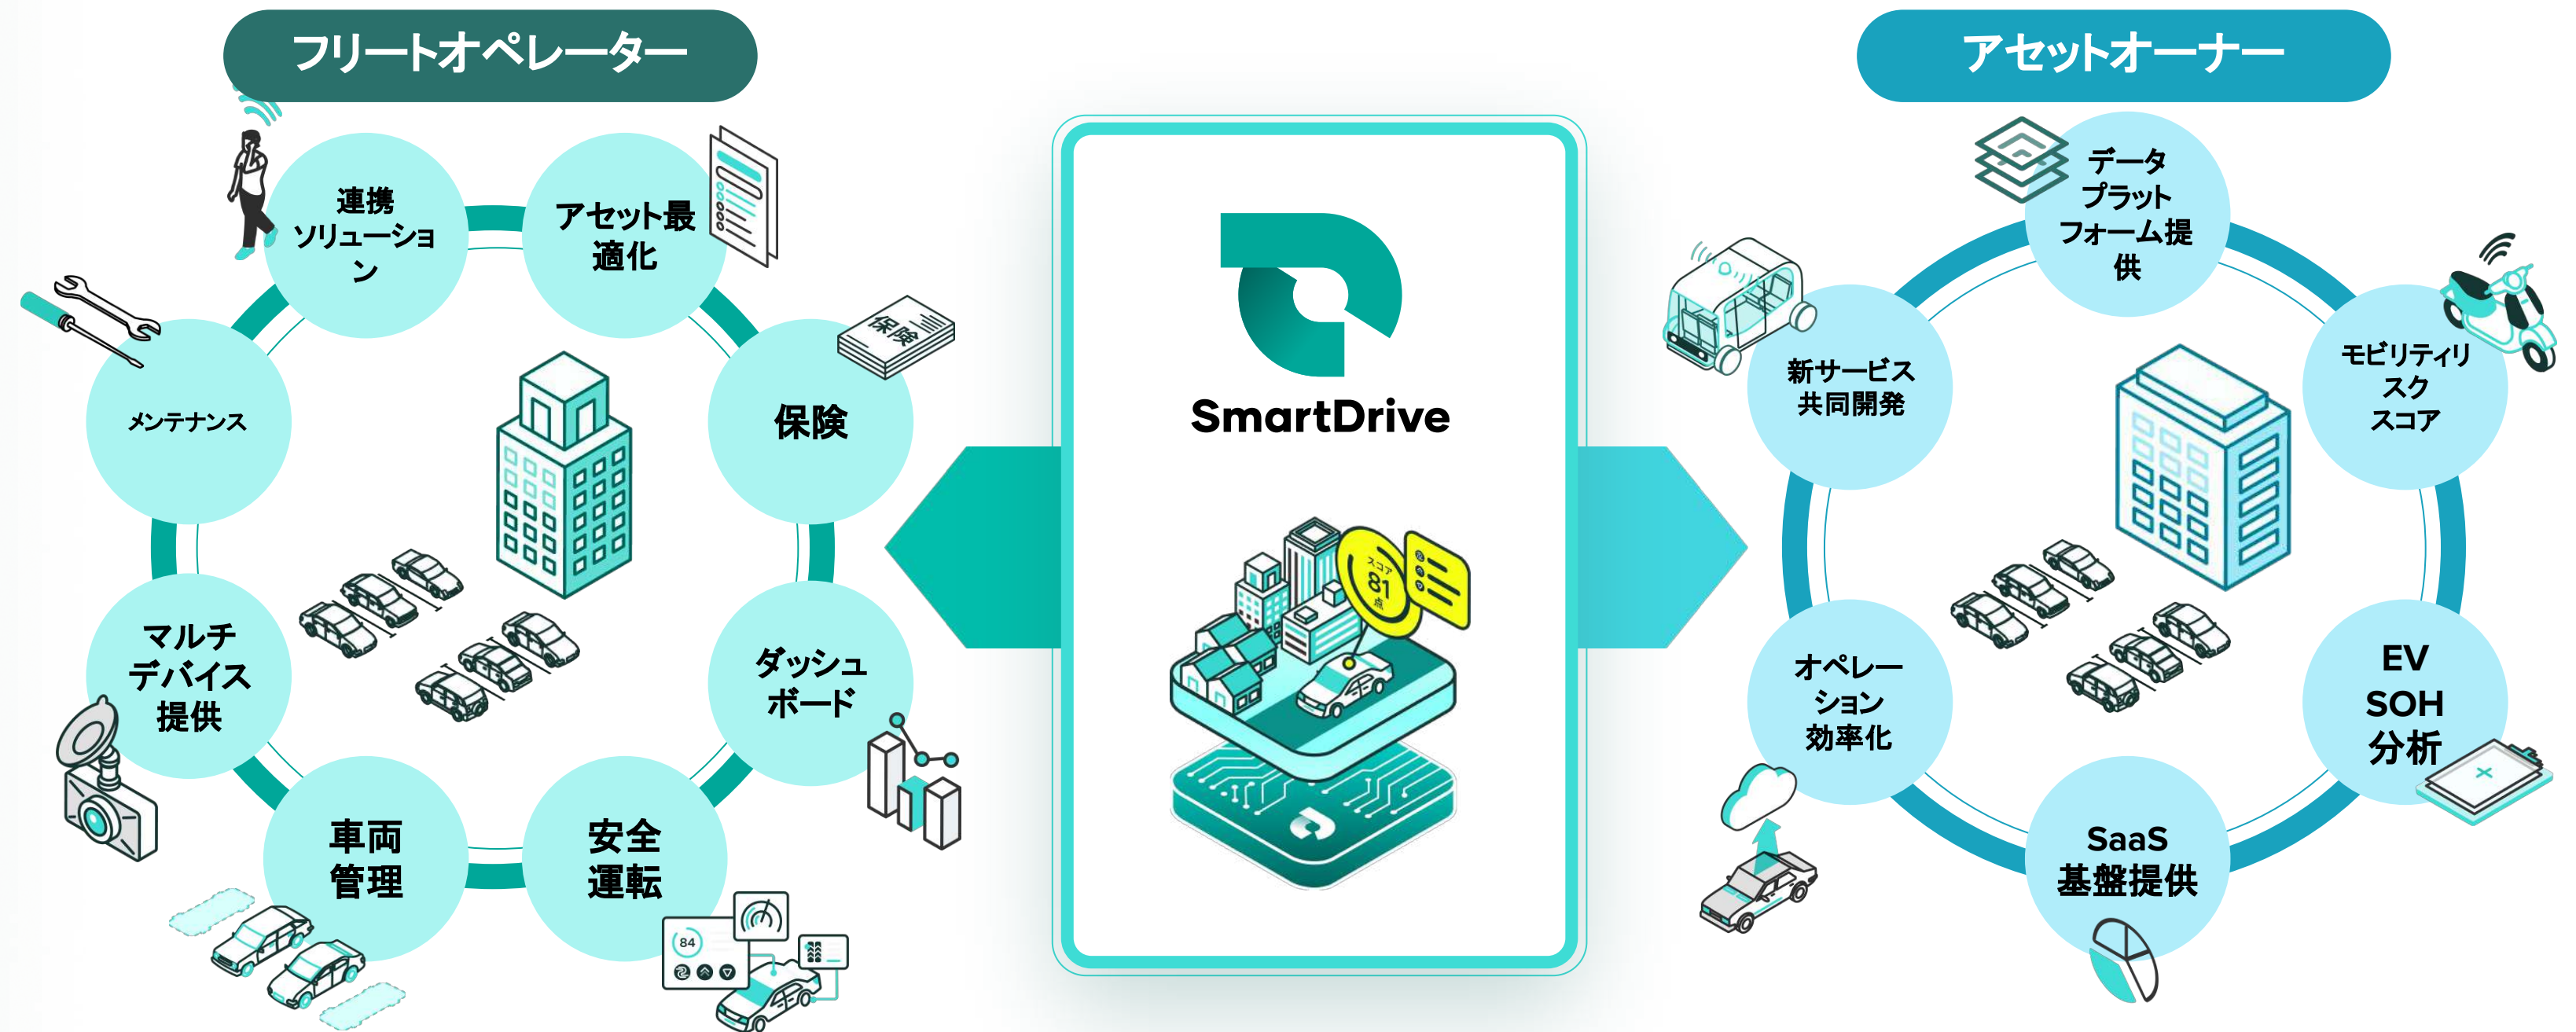 フリートオペレーター
連携
ソリューショ
ン
アセット最
適化
メンテナンス
保険
保険
マルチ
デバイス
提供
ダッシュ
ボード
車両
管理
安全
運転
84
SmartDrive
スコア
81
点
アセットオーナー
データ
プラット
フォーム提
供
新サービス
共同開発
モビリティリ
スク
スコア
オペレー
ション
効率化
EV
SOH
分析
SaaS
基盤提供